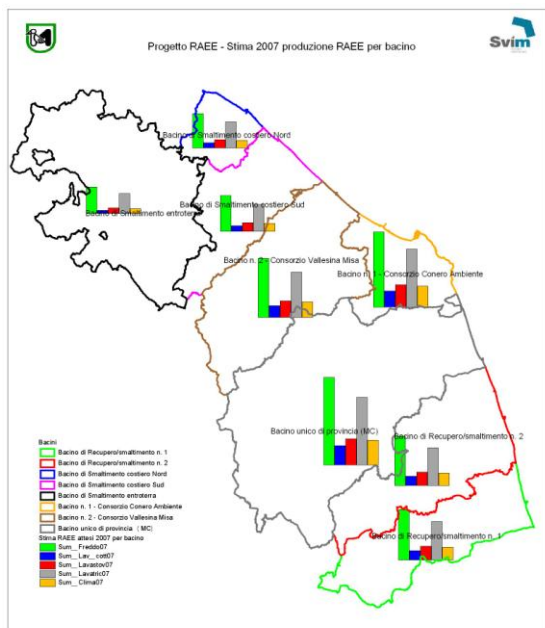 Progetto RAEE - Stima 2007 produzione RAEE per bacino
Svim
Bacino di Smaltimento costiero Nord
Bacino di Smaltimento costiero Sud
Bacino di Smaltimento entroterra
Bacino n. 2 - Consorzio Vallesina Misa
Bacino n. 1 - Consorzio Conero Ambiente
Bacino unico di provincia (MC)
Bacino di Recupero/smaltimento n. 2
Bacino di Recupero/smaltimento n. 1
Bacini
Bacino di Recupero/smaltimento n. 1
Bacino di Recupero/smaltimento n. 2
Bacino di Smaltimento costiero Nord
Bacino di Smaltimento costiero Sud
Bacino di Smaltimento entroterra
Bacino n. 1 - Consorzio Conero Ambiente
Bacino n. 2 - Consorzio Vallesina Misa
Bacino unico di provincia (MC)
Stima RAEE attesi 2007 per bacino
Sum_Freddo07
Sum_Lav_cott07
Sum_Lavastov07
Sum_Lavatric07
Sum_Clima07